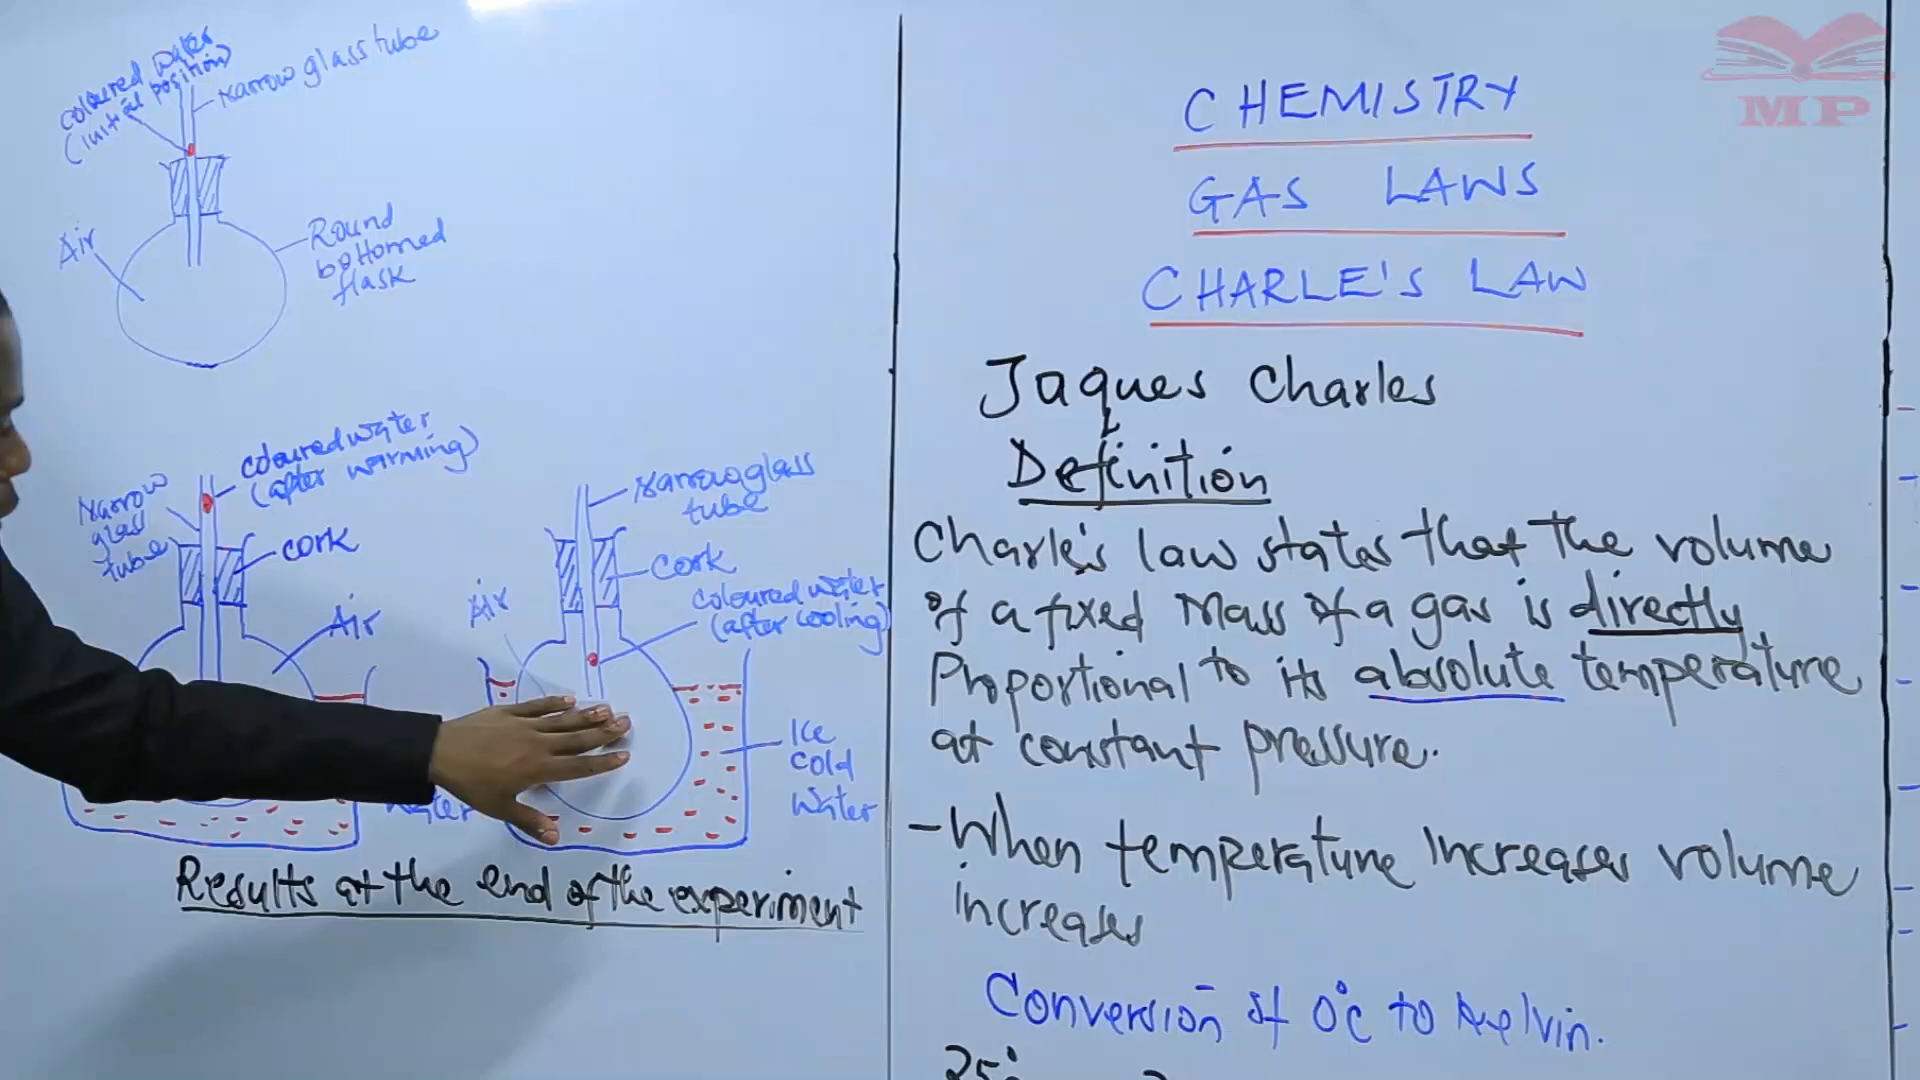 coloured water
(initial position)
narrow glass tube
Air
Round
bottomed
flask
coloured water
(after warming)
narrow
glass
tube
cork
Air
water
narrow glass
tube
cork
Air
coloured water
(after cooling)
Ice
cold
water
Results at the end of the experiment
MP
CHEMISTRY
GAS LAWS
CHARLE'S LAW
Jaques Charles
Definition
Charle's law states that the volume
of a fixed mass of a gas is directly
Proportional to its absolute temperature
at constant pressure.
- When temperature increases volume
increases
Conversion of 0°c to kelvin.
25°